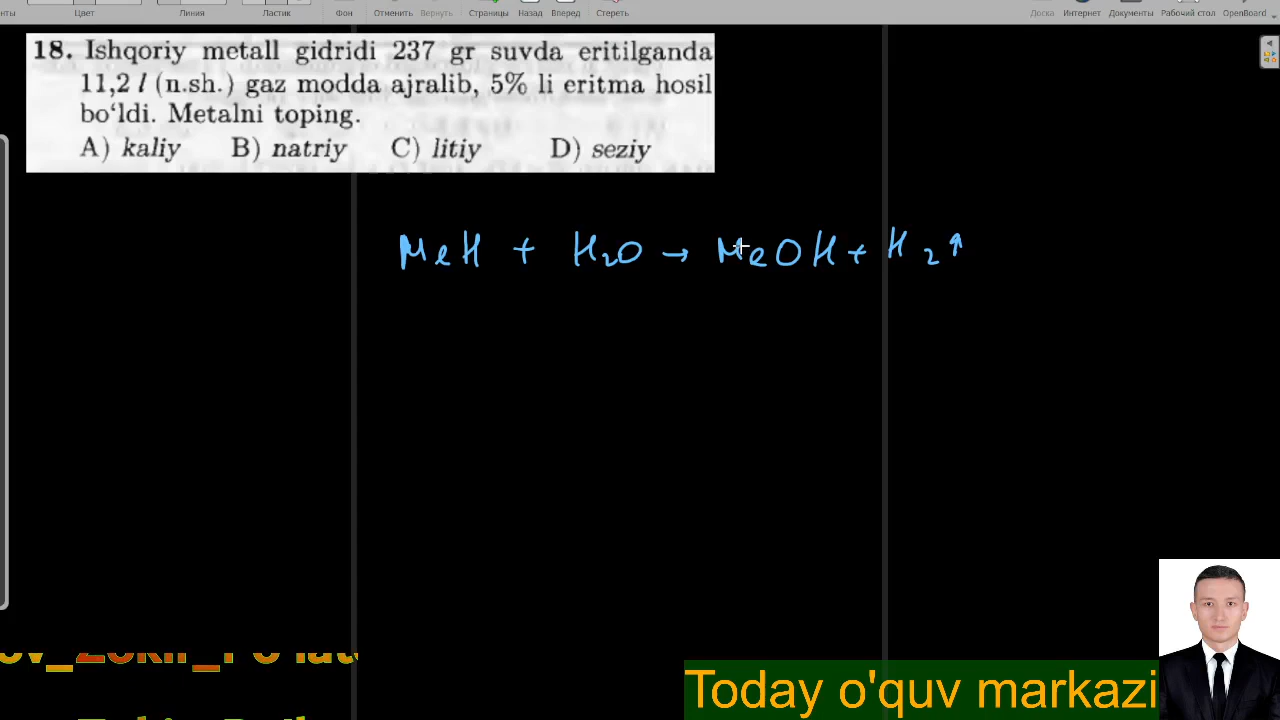 Цвет Линия Ластик Фон Отменить Вернуть Страницы Назад Вперед Стереть Доска Интернет Документы Рабочий стол OpenBoard
18. Ishqoriy metall gidridi 237 gr suvda eritilganda
11,2 l (n.sh.) gaz modda ajralib, 5% li eritma hosil
bo‘ldi. Metalni toping.
A) kaliy B) natriy C) litiy D) seziy
MeH + H₂O → MeOH + H₂↑
Today o'quv markazi